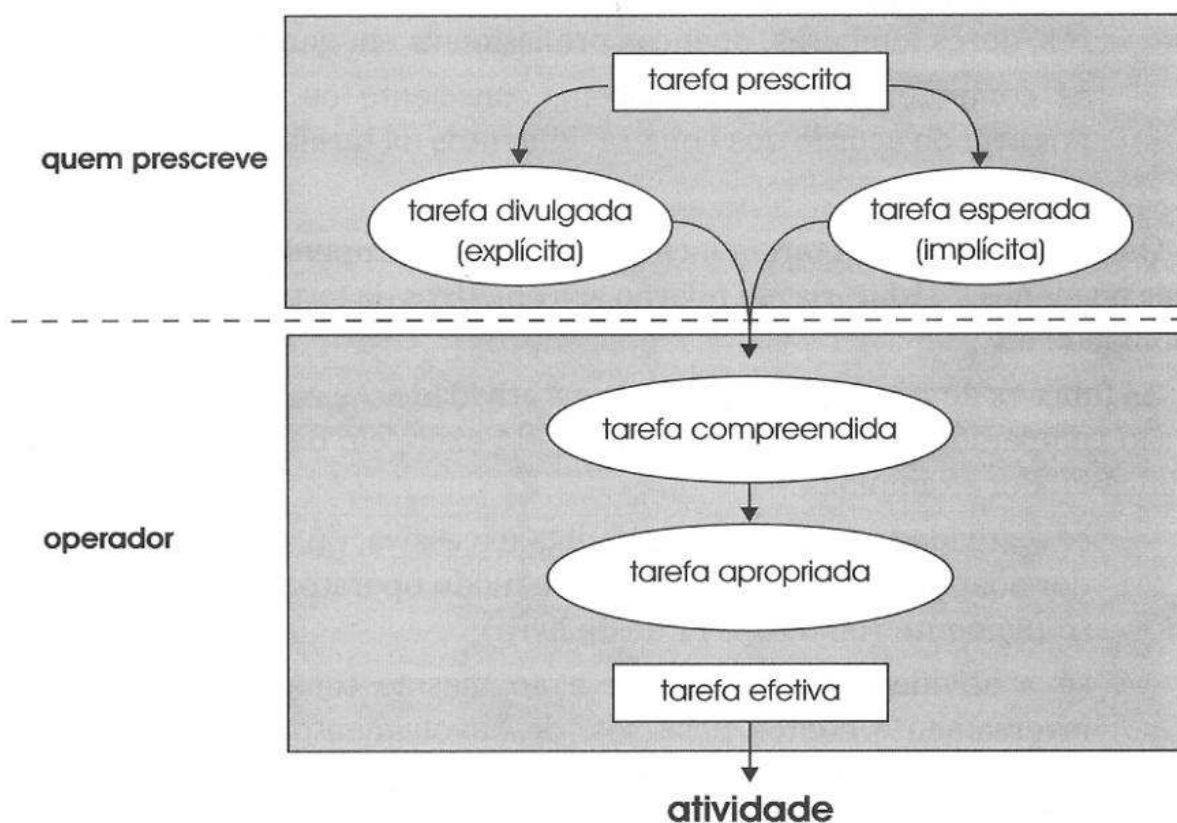 tarefa prescrita
quem prescreve
tarefa divulgada
(explícita)
tarefa esperada
(implícita)
tarefa compreendida
operador
tarefa apropriada
tarefa efetiva
atividade